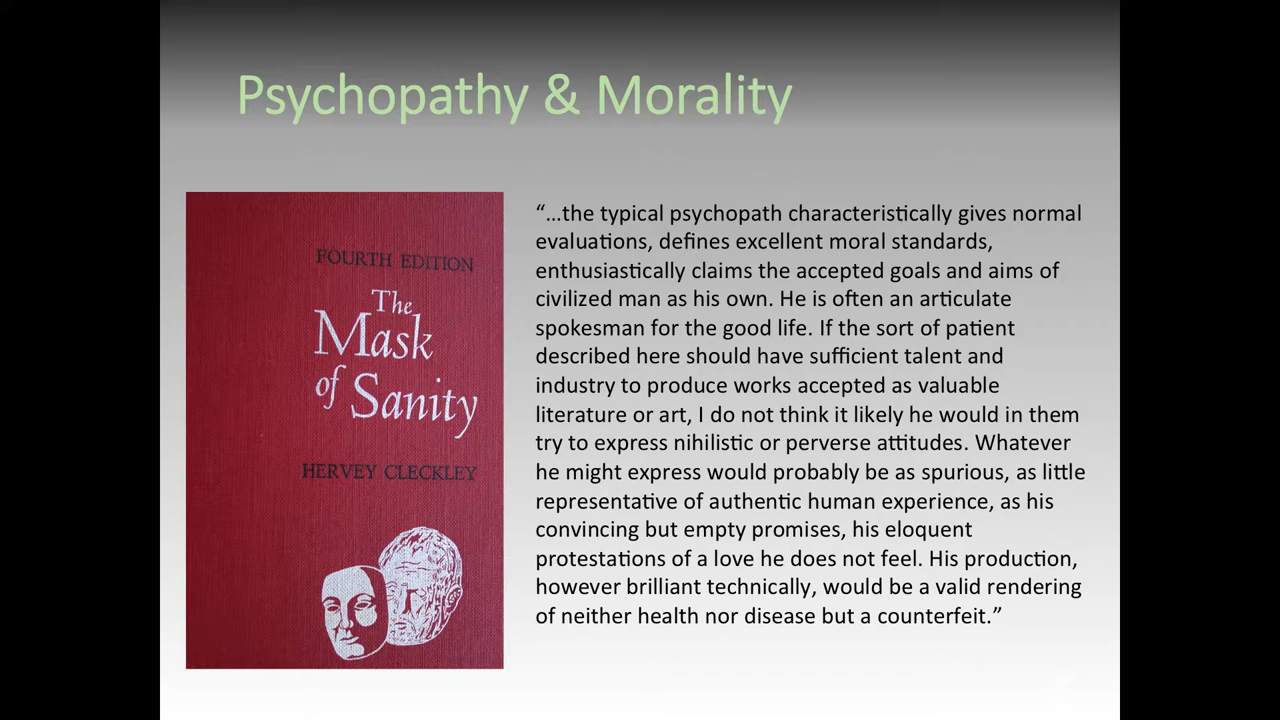 Psychopathy & Morality
FOURTH EDITION
The
Mask
of Sanity
HERVEY CLECKLEY
“…the typical psychopath characteristically gives normal
evaluations, defines excellent moral standards,
enthusiastically claims the accepted goals and aims of
civilized man as his own. He is often an articulate
spokesman for the good life. If the sort of patient
described here should have sufficient talent and
industry to produce works accepted as valuable
literature or art, I do not think it likely he would in them
try to express nihilistic or perverse attitudes. Whatever
he might express would probably be as spurious, as little
representative of authentic human experience, as his
convincing but empty promises, his eloquent
protestations of a love he does not feel. His production,
however brilliant technically, would be a valid rendering
of neither health nor disease but a counterfeit.”